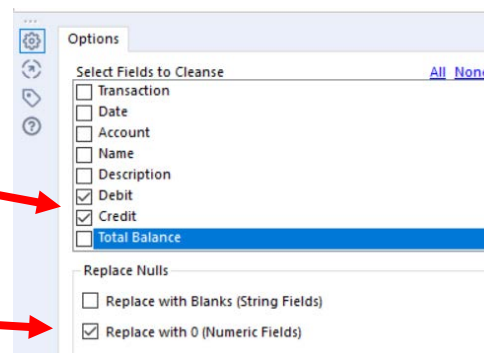 Options
Select Fields to Cleanse All None
Transaction
Date
Account
Name
Description
Debit
Credit
Total Balance
Replace Nulls
Replace with Blanks (String Fields)
Replace with 0 (Numeric Fields)